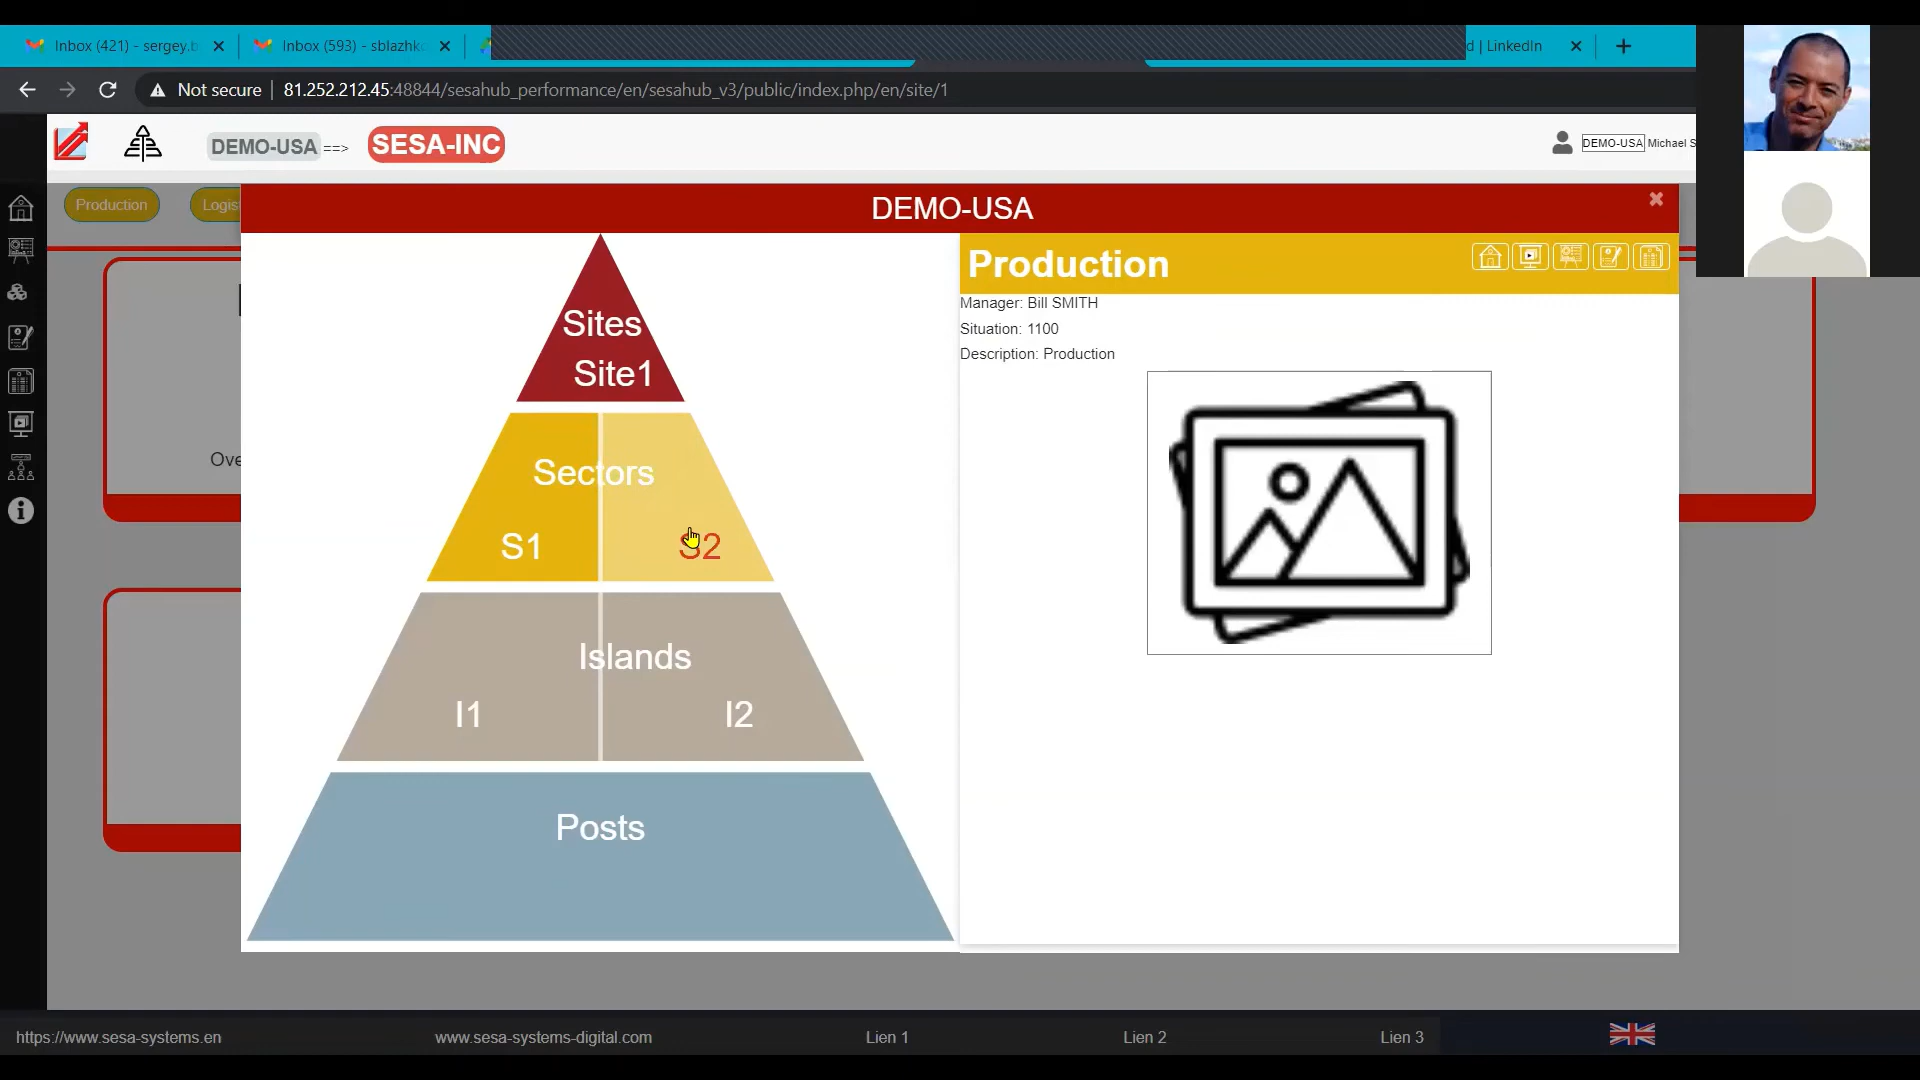 Inbox (421) - sergey.b
Inbox (593) - sblazhko
d | LinkedIn
Not secure
81.252.212.45:48844/sesahub_performance/en/sesahub_v3/public/index.php/en/site/1
DEMO-USA ==> SESA-INC
DEMO-USA Michael S
Production
Logis
DEMO-USA
Sites
Site1
Sectors
S1
S2
Islands
I1
I2
Posts
Production
Manager: Bill SMITH
Situation: 1100
Description: Production
Ove
https://www.sesa-systems.en
www.sesa-systems-digital.com
Lien 1
Lien 2
Lien 3